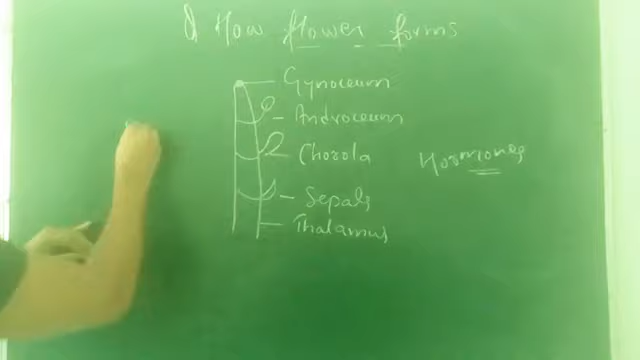 How flower forms
Gynoceum
Androceum
Chorola
Hormones
Sepals
Thalamus